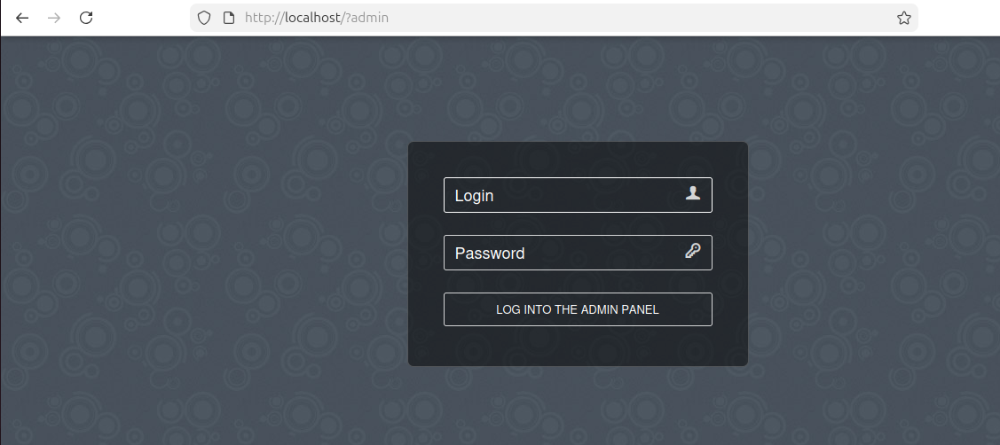 http://localhost/?admin
Login
Password
LOG INTO THE ADMIN PANEL